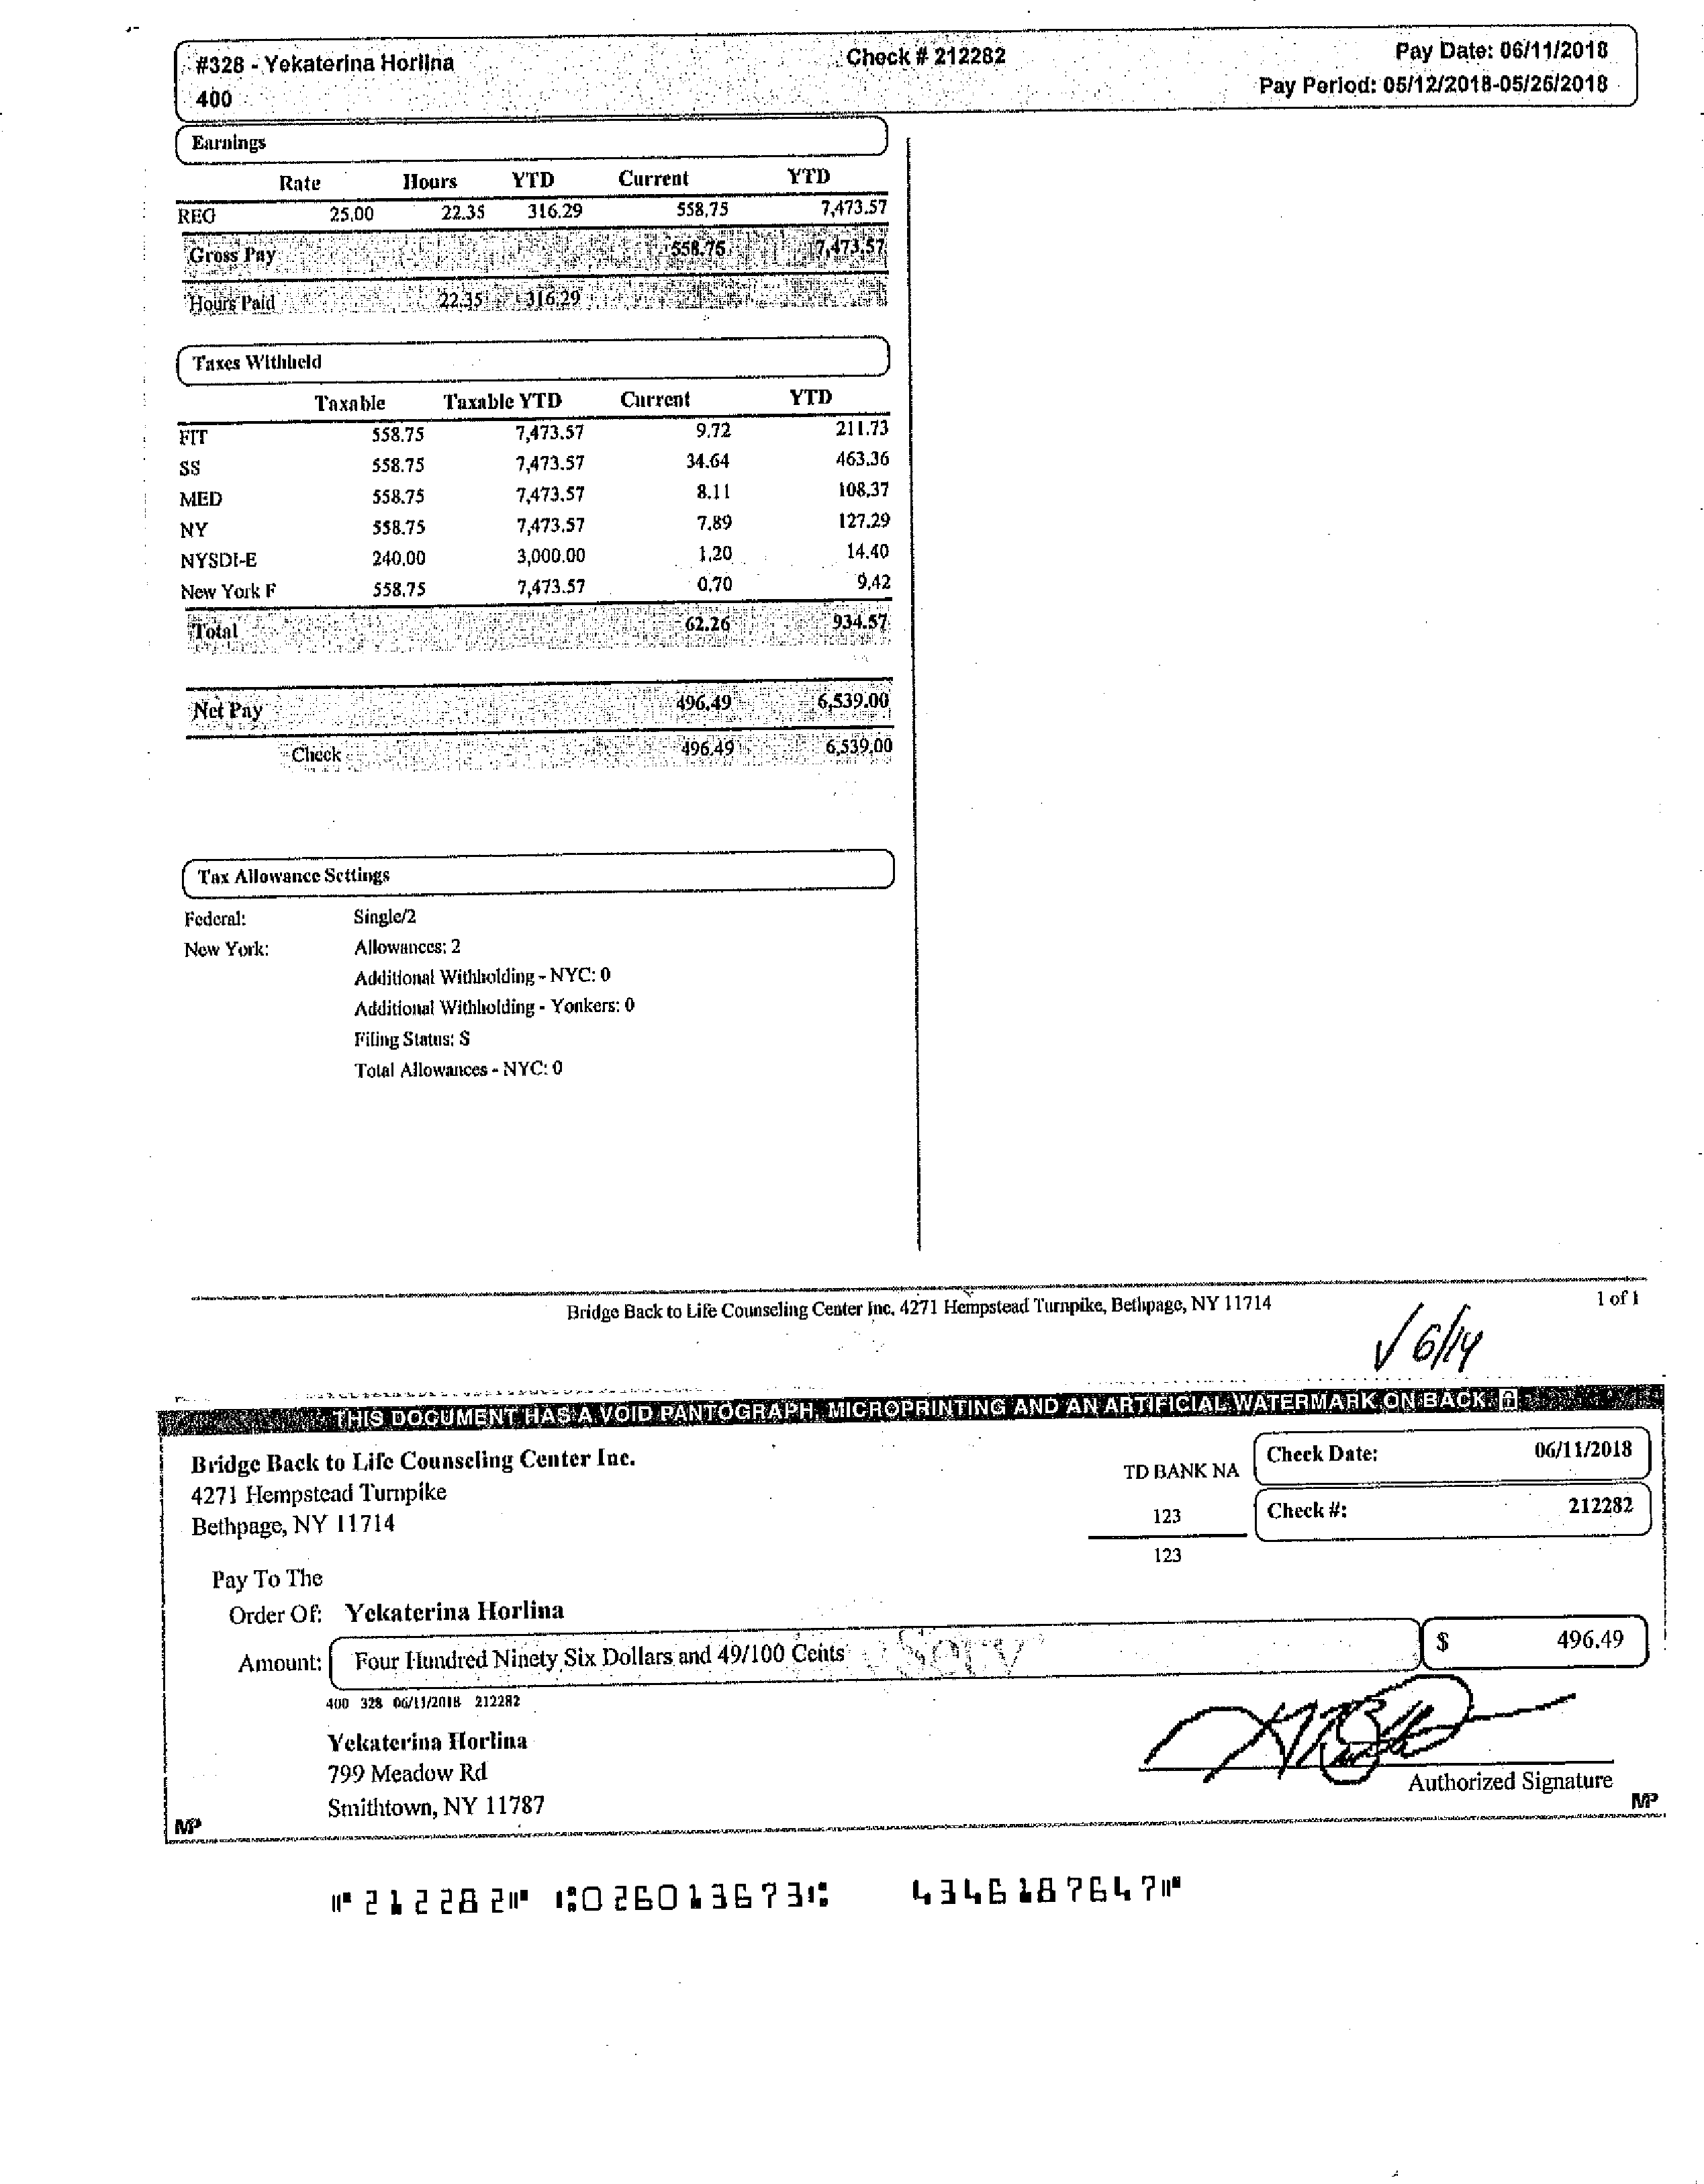 #328 - Yekaterina Horlina
Check # 212282
Pay Date: 06/11/2018
400
Pay Period: 05/12/2018-05/26/2018
Earnings
Rate Hours YTD Current YTD
REG 25.00 22.35 316.29 558.75 7,473.57
Gross Pay 558.75 7,473.57
Hours Paid 22.35 316.29
Taxes Withheld
Taxable Taxable YTD Current YTD
FIT 558.75 7,473.57 9.72 211.73
SS 558.75 7,473.57 34.64 463.36
MED 558.75 7,473.57 8.11 108.37
NY 558.75 7,473.57 7.89 127.29
NYSDI-E 240.00 3,000.00 1.20 14.40
New York F 558.75 7,473.57 0.70 9.42
Total 62.26 934.57
Net Pay 496.49 6,539.00
Check 496.49 6,539.00
Tax Allowance Settings
Federal: Single/2
New York: Allowances: 2
Additional Withholding - NYC: 0
Additional Withholding - Yonkers: 0
Filing Status: S
Total Allowances - NYC: 0
Bridge Back to Life Counseling Center Inc. 4271 Hempstead Turnpike, Bethpage, NY 11714
1 of 1
√ 6/14
THIS DOCUMENT HAS A VOID PANTOGRAPH, MICROPRINTING AND AN ARTIFICIAL WATERMARK ON BACK.
Bridge Back to Life Counseling Center Inc.
4271 Hempstead Turnpike
Bethpage, NY 11714
TD BANK NA
123
123
Check Date: 06/11/2018
Check #: 212282
Pay To The
Order Of: Yekaterina Horlina
Amount: Four Hundred Ninety Six Dollars and 49/100 Cents
$ 496.49
400 328 06/11/2018 212282
Yekaterina Horlina
799 Meadow Rd
Smithtown, NY 11787
Authorized Signature
MP
MP
⑈212282⑈ ⑆026013673⑆ 4346187647⑈